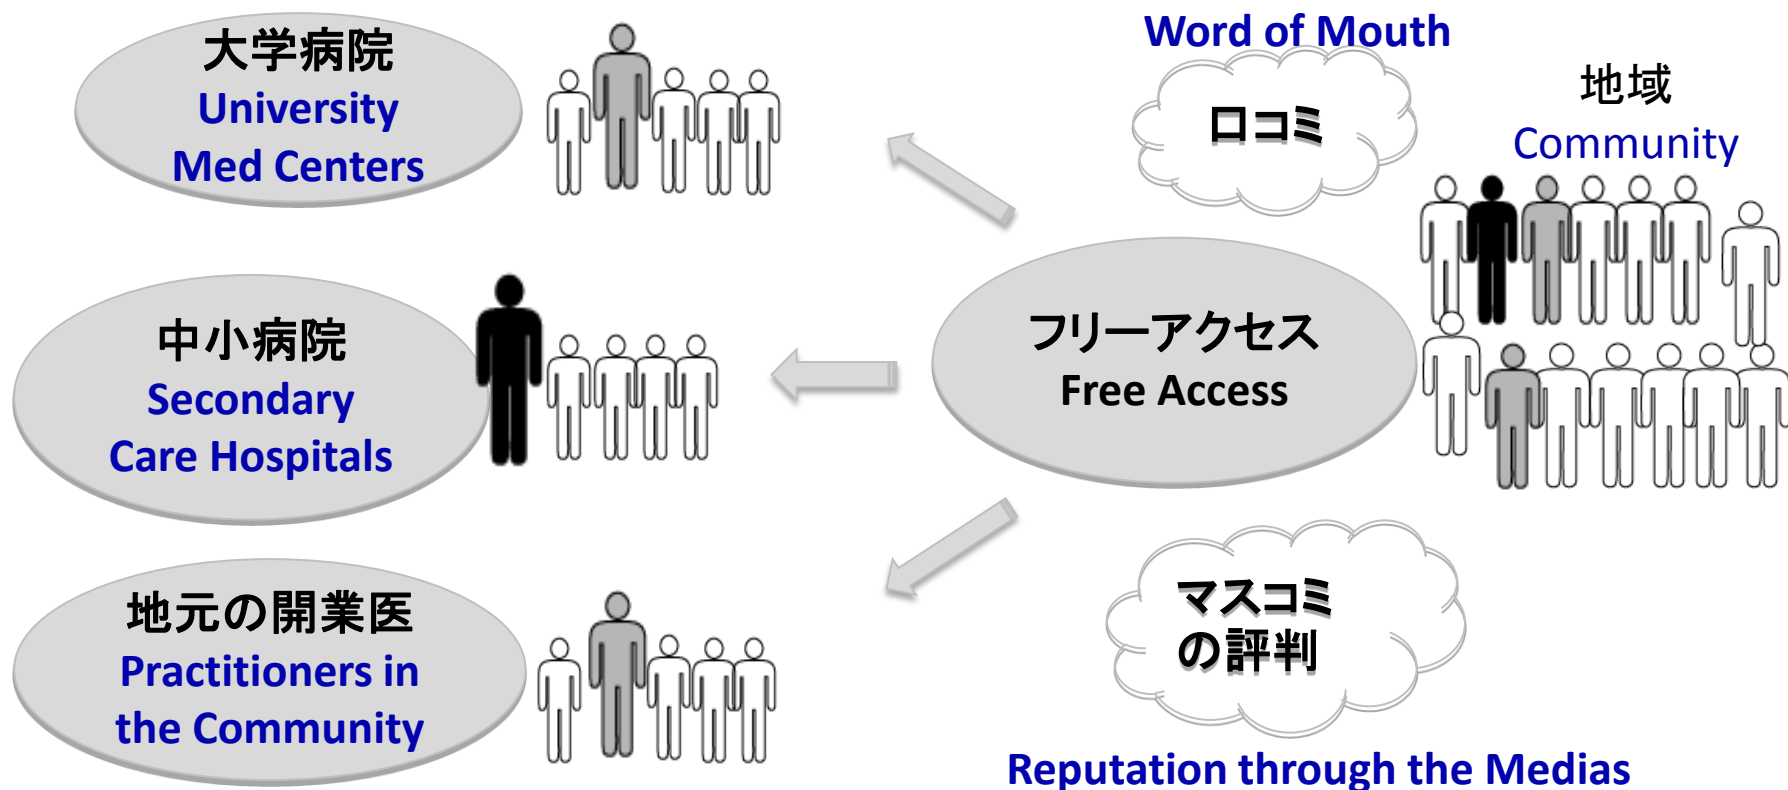 大学病院
University
Med Centers
中小病院
Secondary
Care Hospitals
地元の開業医
Practitioners in
the Community
Word of Mouth
口コミ
フリーアクセス
Free Access
マスコミ
の評判
Reputation through the Medias
地域
Community